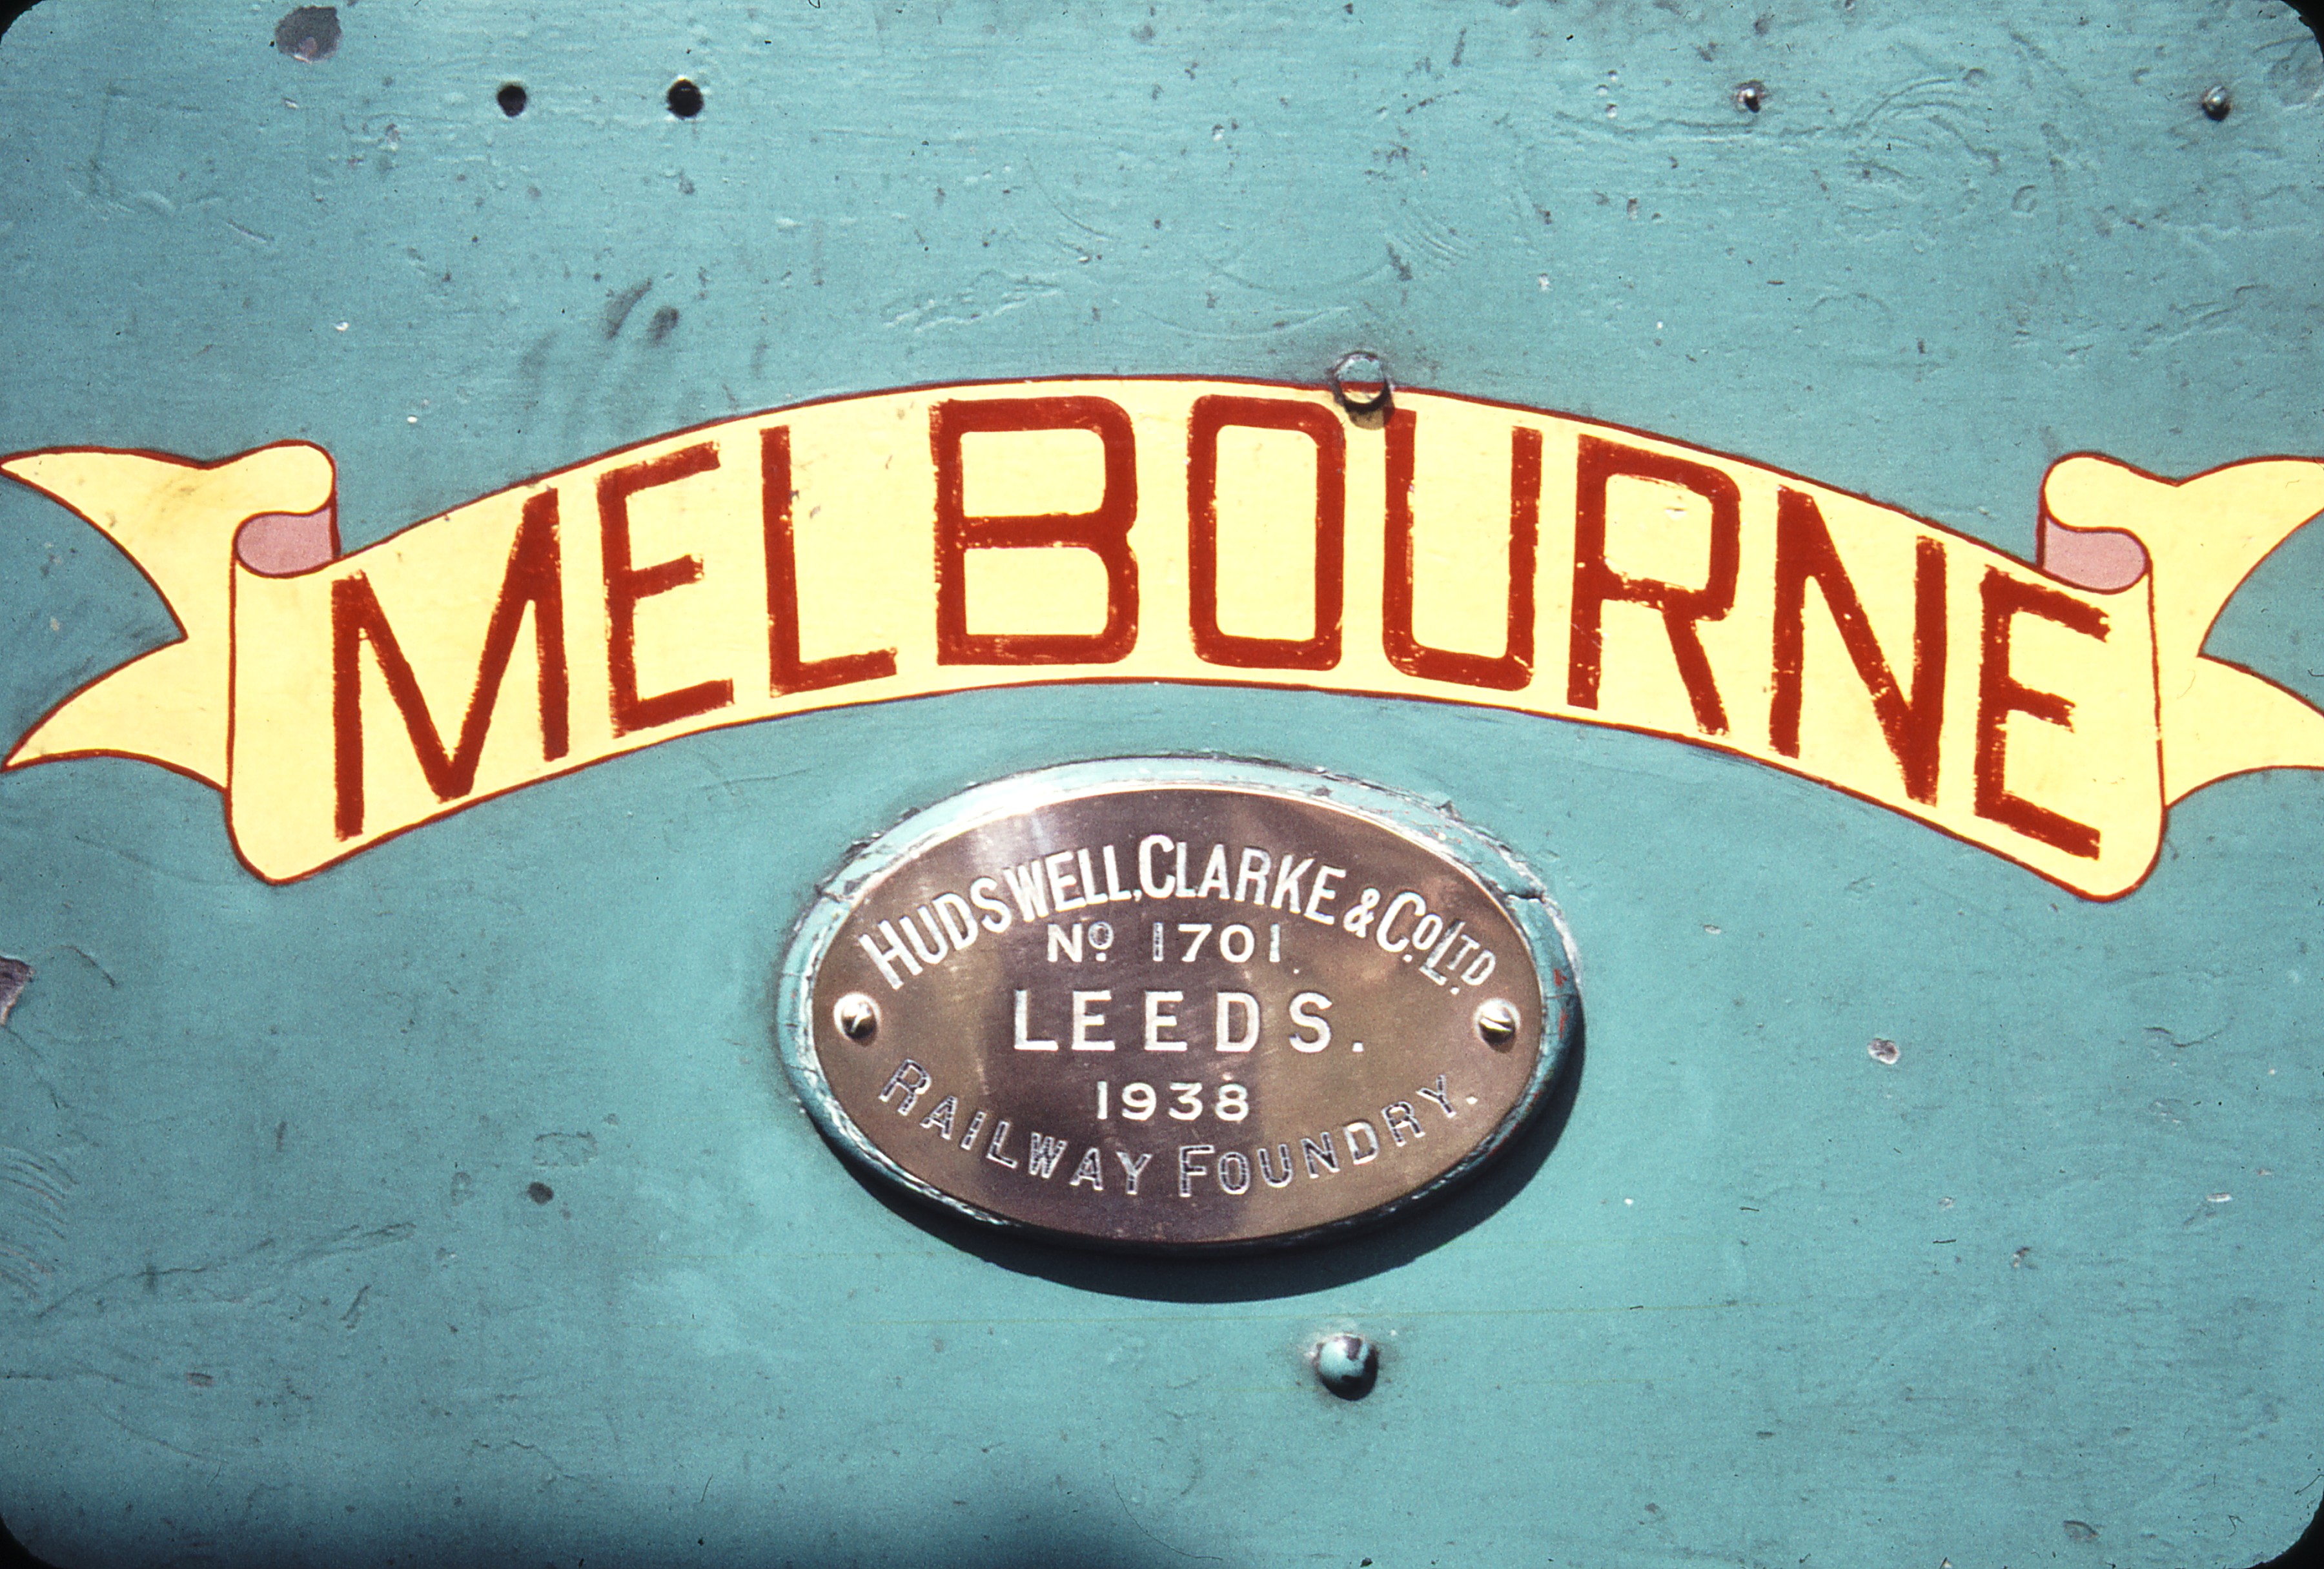 MELBOURNE
HUDSWELL, CLARKE & CO LTD.
No 1701.
LEEDS.
1938
RAILWAY FOUNDRY.